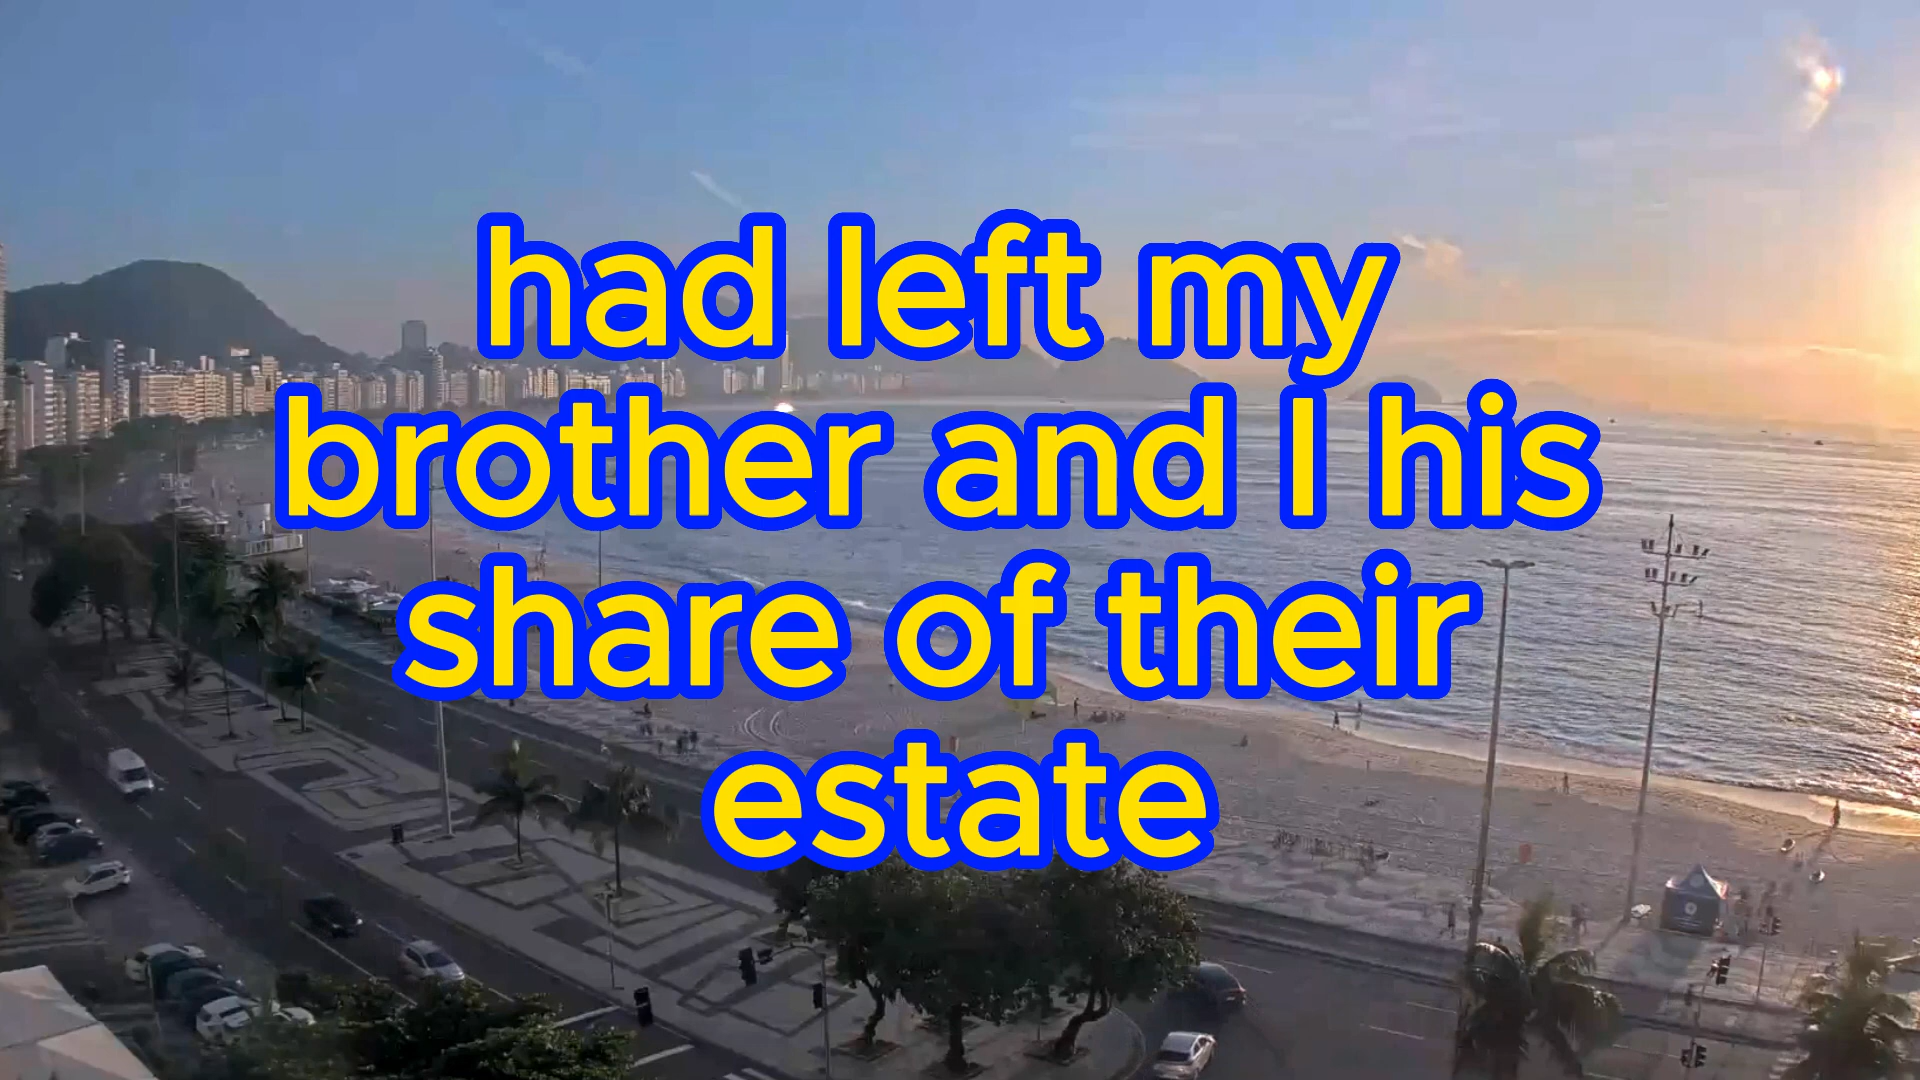 had left my
brother and I his
share of their
estate